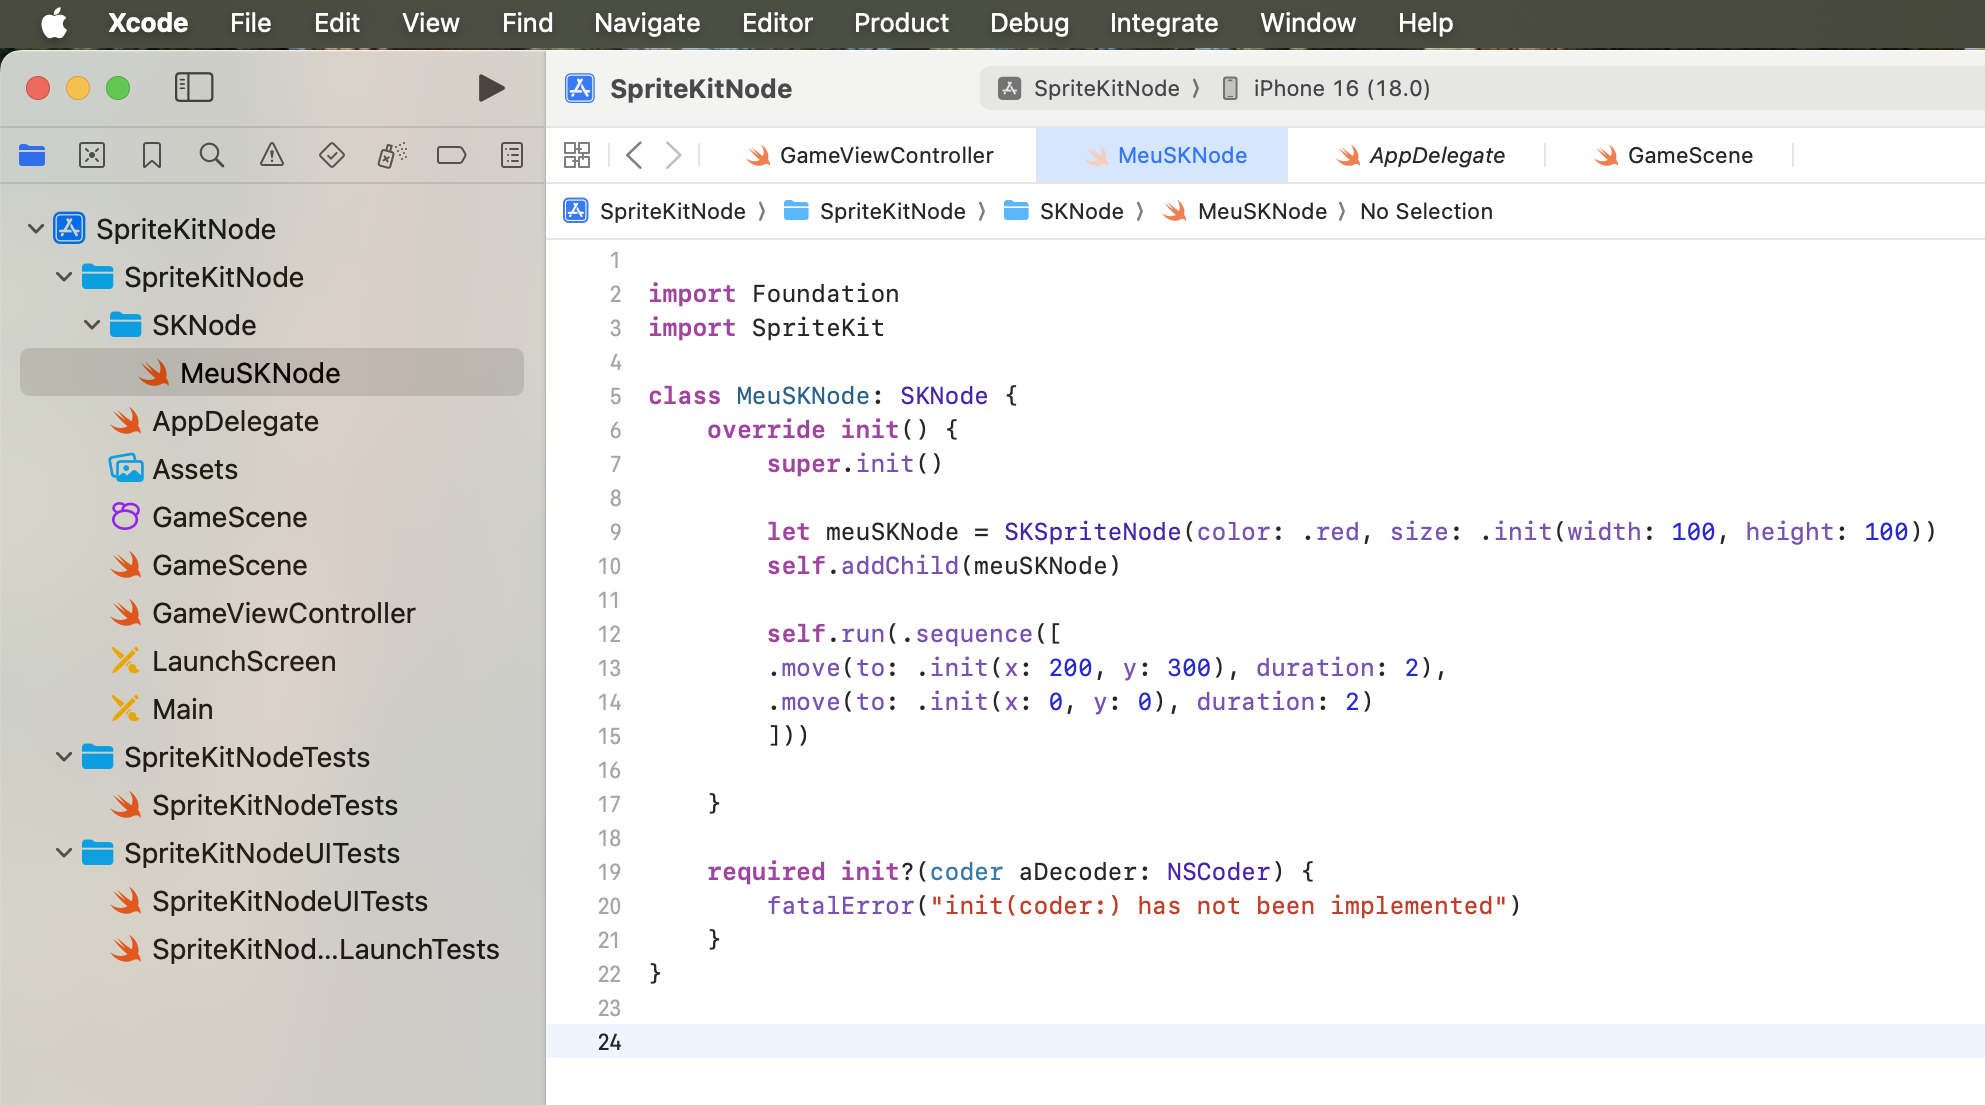 Xcode File Edit View Find Navigate Editor Product Debug Integrate Window Help
SpriteKitNode SpriteKitNode 〉 iPhone 16 (18.0)
GameViewController MeuSKNode AppDelegate GameScene
SpriteKitNode 〉 SpriteKitNode 〉 SKNode 〉 MeuSKNode 〉 No Selection
SpriteKitNode
SpriteKitNode
SKNode
MeuSKNode
AppDelegate
Assets
GameScene
GameScene
GameViewController
LaunchScreen
Main
SpriteKitNodeTests
SpriteKitNodeTests
SpriteKitNodeUITests
SpriteKitNodeUITests
SpriteKitNod...LaunchTests
1
2 import Foundation
3 import SpriteKit
4
5 class MeuSKNode: SKNode {
6 override init() {
7 super.init()
8
9 let meuSKNode = SKSpriteNode(color: .red, size: .init(width: 100, height: 100))
10 self.addChild(meuSKNode)
11
12 self.run(.sequence([
13 .move(to: .init(x: 200, y: 300), duration: 2),
14 .move(to: .init(x: 0, y: 0), duration: 2)
15 ]))
16
17 }
18
19 required init?(coder aDecoder: NSCoder) {
20 fatalError("init(coder:) has not been implemented")
21 }
22 }
23
24